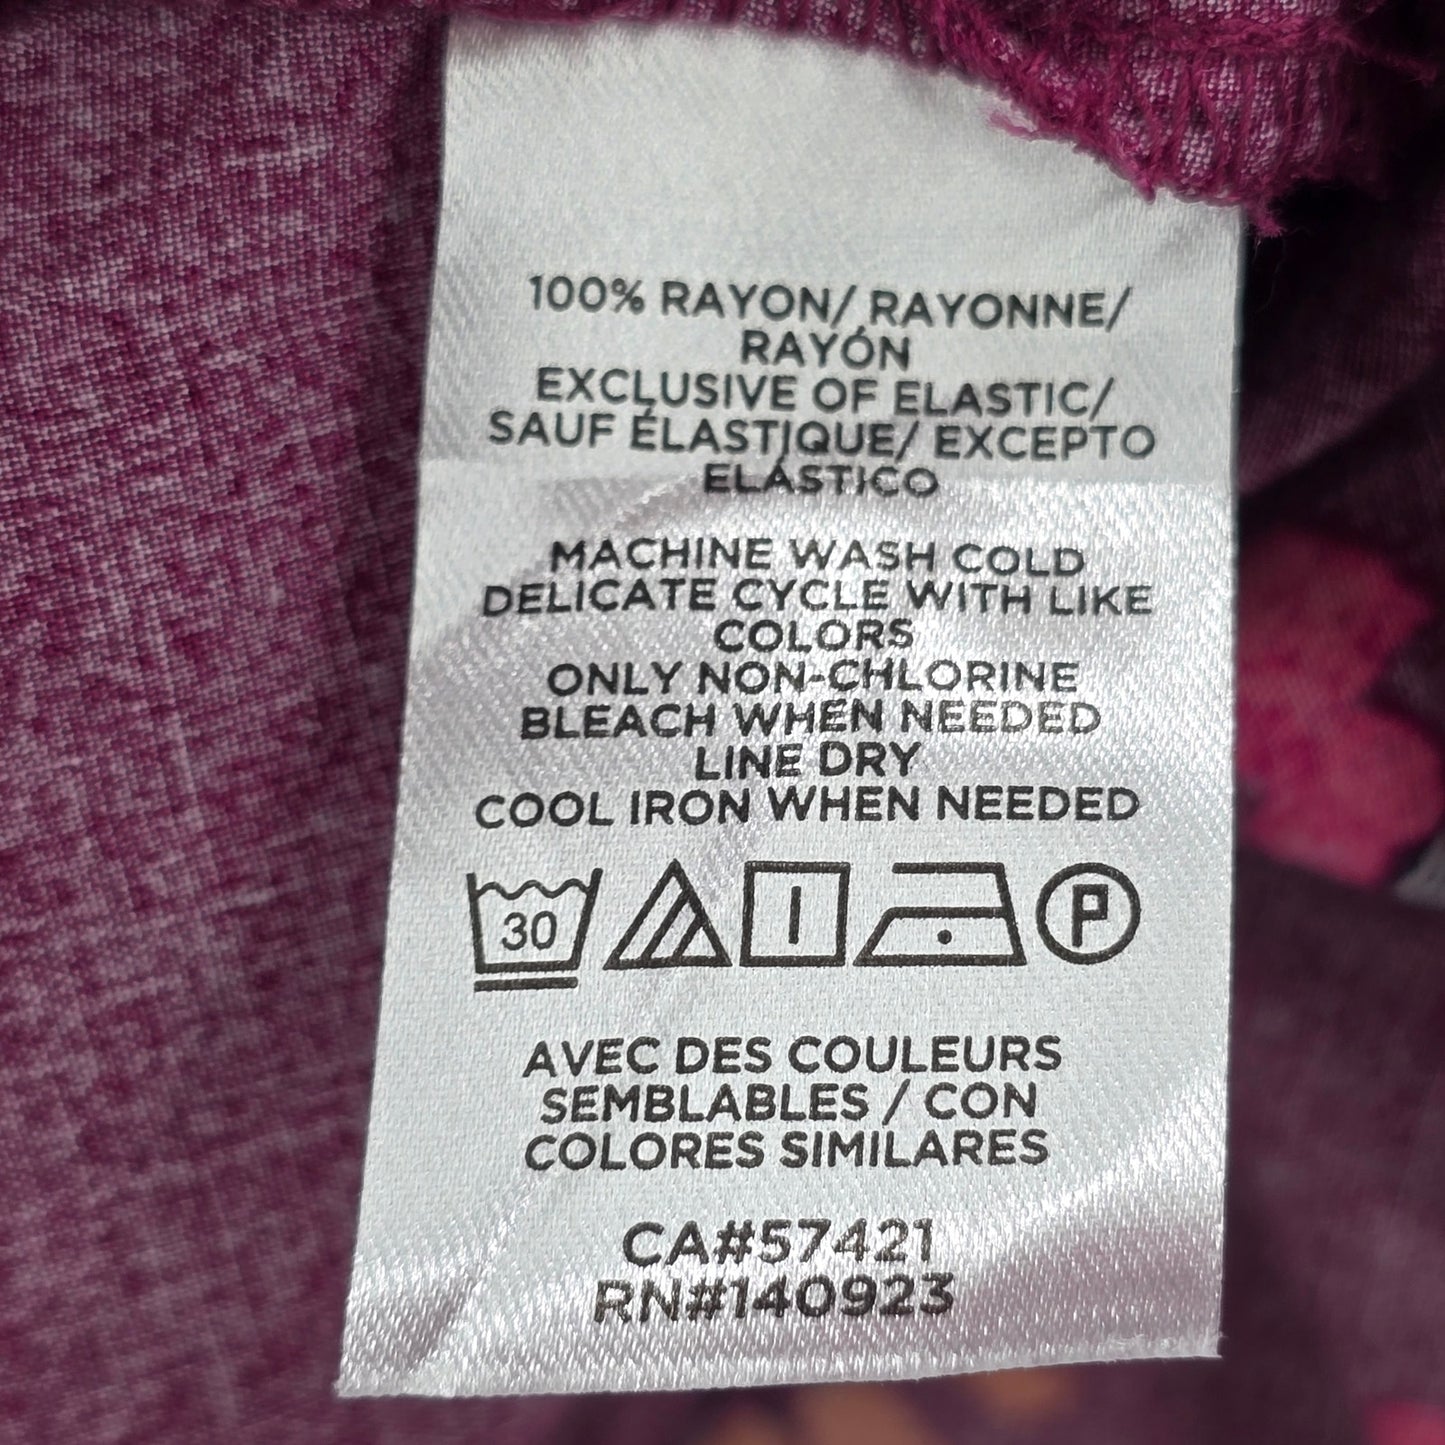 100% RAYON/ RAYONNE/
RAYÓN
EXCLUSIVE OF ELASTIC/
SAUF ÉLASTIQUE/ EXCEPTO
ELÁSTICO
MACHINE WASH COLD
DELICATE CYCLE WITH LIKE
COLORS
ONLY NON-CHLORINE
BLEACH WHEN NEEDED
LINE DRY
COOL IRON WHEN NEEDED
30 P
AVEC DES COULEURS
SEMBLABLES / CON
COLORES SIMILARES
CA#57421
RN#140923